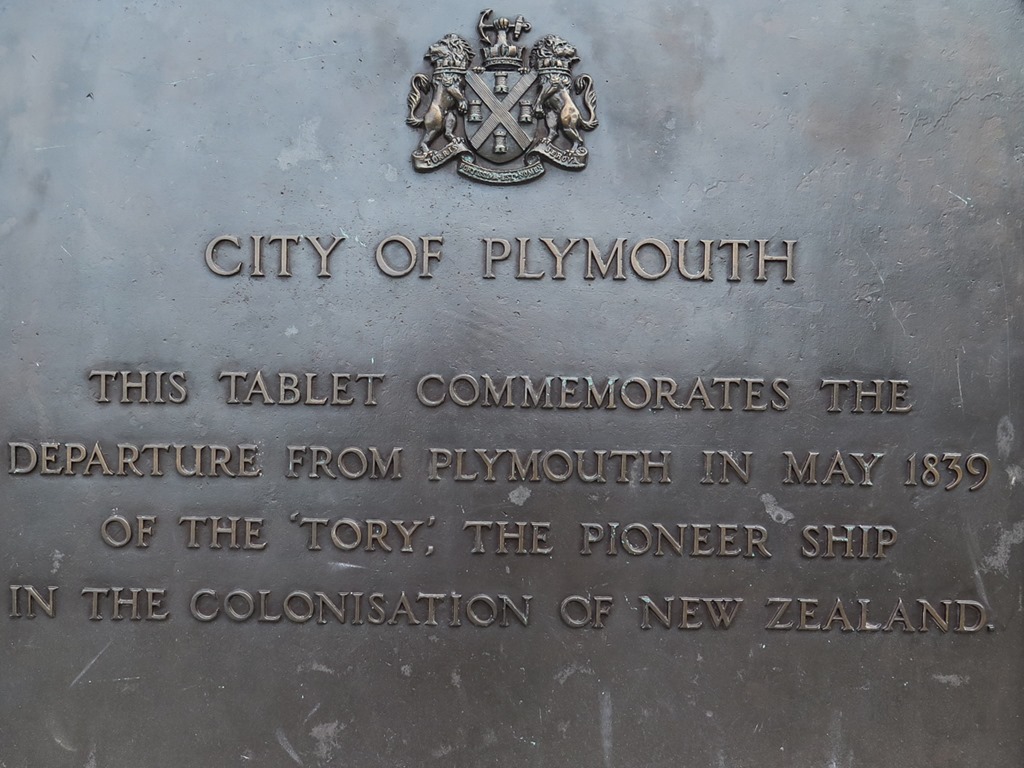 CITY OF PLYMOUTH
THIS TABLET COMMEMORATES THE
DEPARTURE FROM PLYMOUTH IN MAY 1839
OF THE 'TORY', THE PIONEER SHIP
IN THE COLONISATION OF NEW ZEALAND.